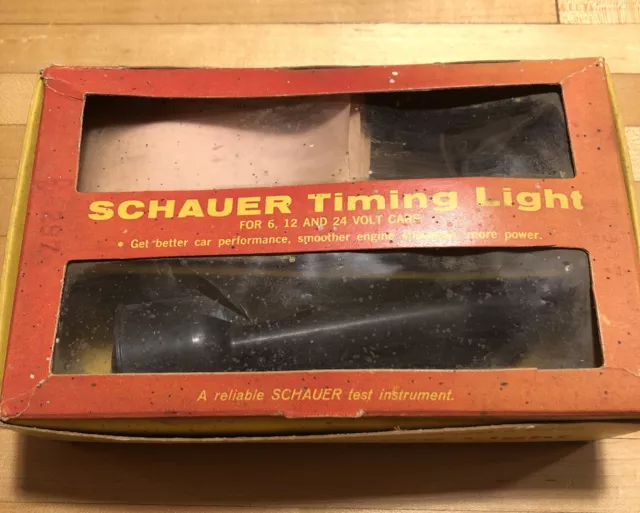 SCHAUER Timing Light
FOR 6, 12 AND 24 VOLT CARS
• Get better car performance, smoother engine more power.
A reliable SCHAUER test instrument.